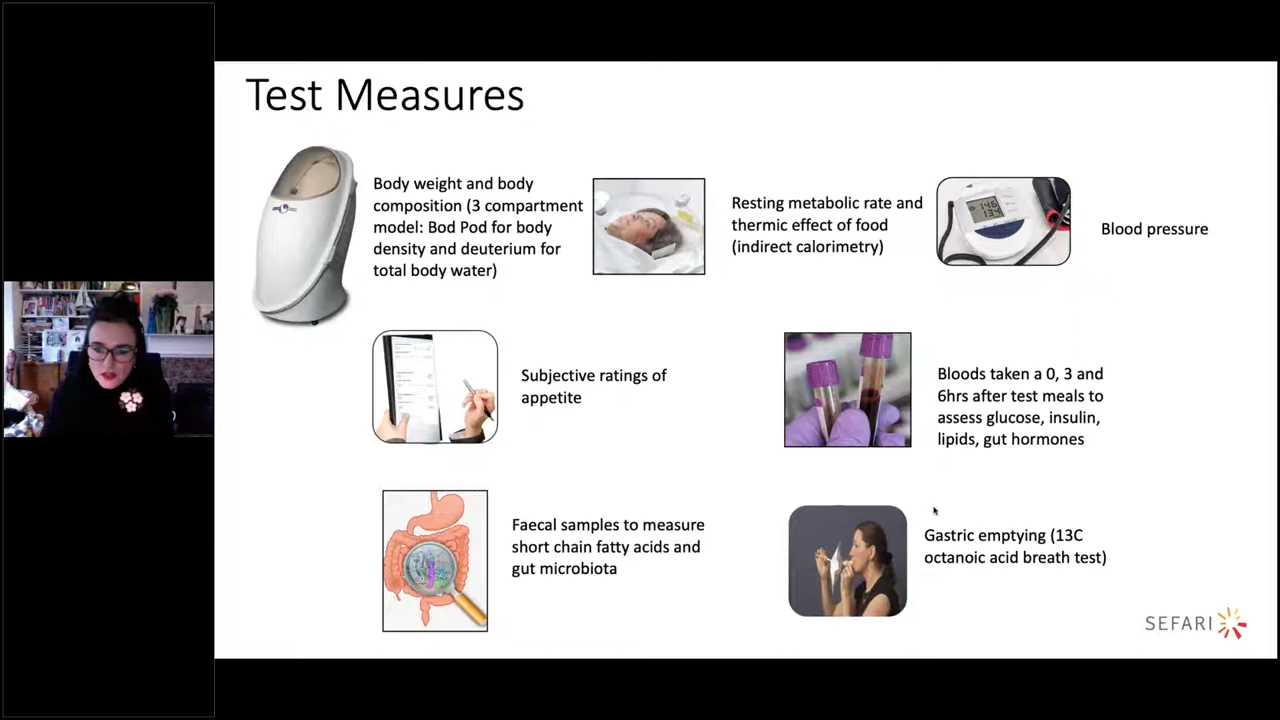 Test Measures
Body weight and body
composition (3 compartment
model: Bod Pod for body
density and deuterium for
total body water)
Resting metabolic rate and
thermic effect of food
(indirect calorimetry)
Blood pressure
Subjective ratings of
appetite
Bloods taken a 0, 3 and
6hrs after test meals to
assess glucose, insulin,
lipids, gut hormones
Faecal samples to measure
short chain fatty acids and
gut microbiota
Gastric emptying (13C
octanoic acid breath test)
SEFARI